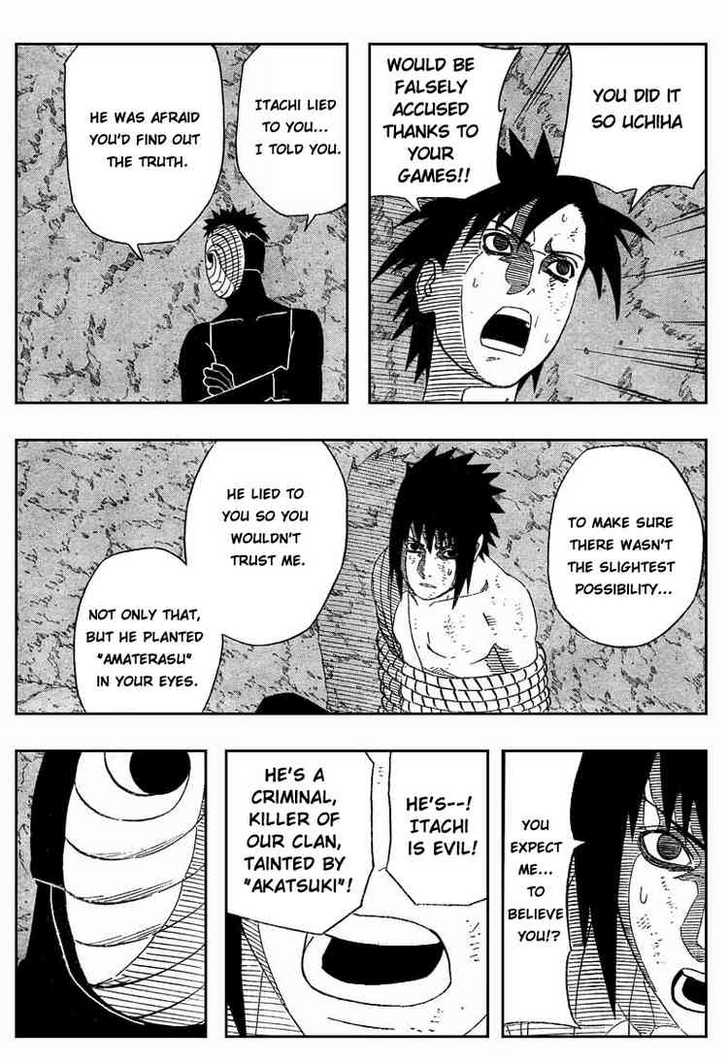 YOU DID IT
SO UCHIHA
WOULD BE
FALSELY
ACCUSED
THANKS TO
YOUR
GAMES!!
ITACHI LIED
TO YOU...
I TOLD YOU.
HE WAS AFRAID
YOU'D FIND OUT
THE TRUTH.
TO MAKE SURE
THERE WASN'T
THE SLIGHTEST
POSSIBILITY...
HE LIED TO
YOU SO YOU
WOULDN'T
TRUST ME.
NOT ONLY THAT,
BUT HE PLANTED
"AMATERASU"
IN YOUR EYES.
YOU
EXPECT
ME...
TO
BELIEVE
YOU!?
HE'S--!
ITACHI
IS EVIL!
HE'S A
CRIMINAL,
KILLER OF
OUR CLAN,
TAINTED BY
"AKATSUKI"!